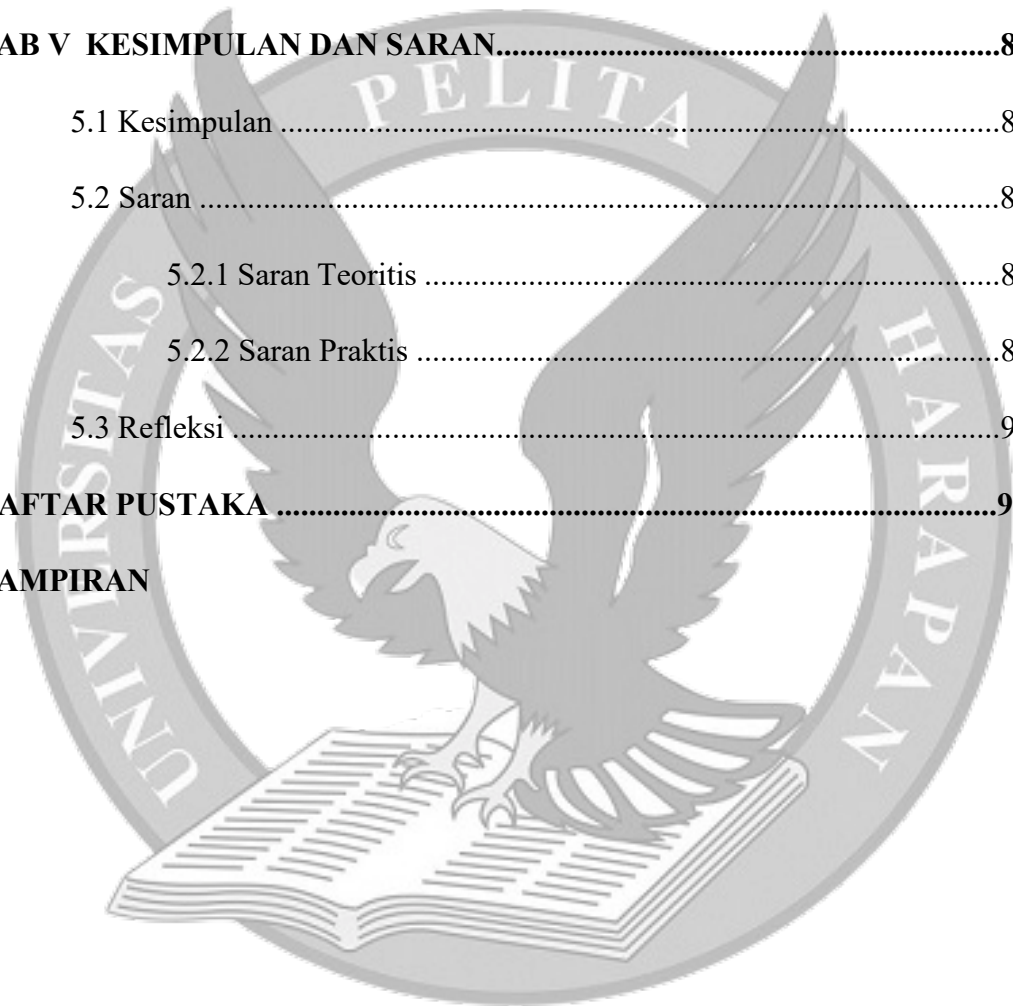 AB V KESIMPULAN DAN SARAN..........................................................................8
5.1 Kesimpulan ..........................................................................................8
5.2 Saran ....................................................................................................8
5.2.1 Saran Teoritis .........................................................................8
5.2.2 Saran Praktis ..........................................................................8
5.3 Refleksi ................................................................................................9
AFTAR PUSTAKA ..........................................................................................9
AMPIRAN
UNIVERSITAS PELITA HARAPAN